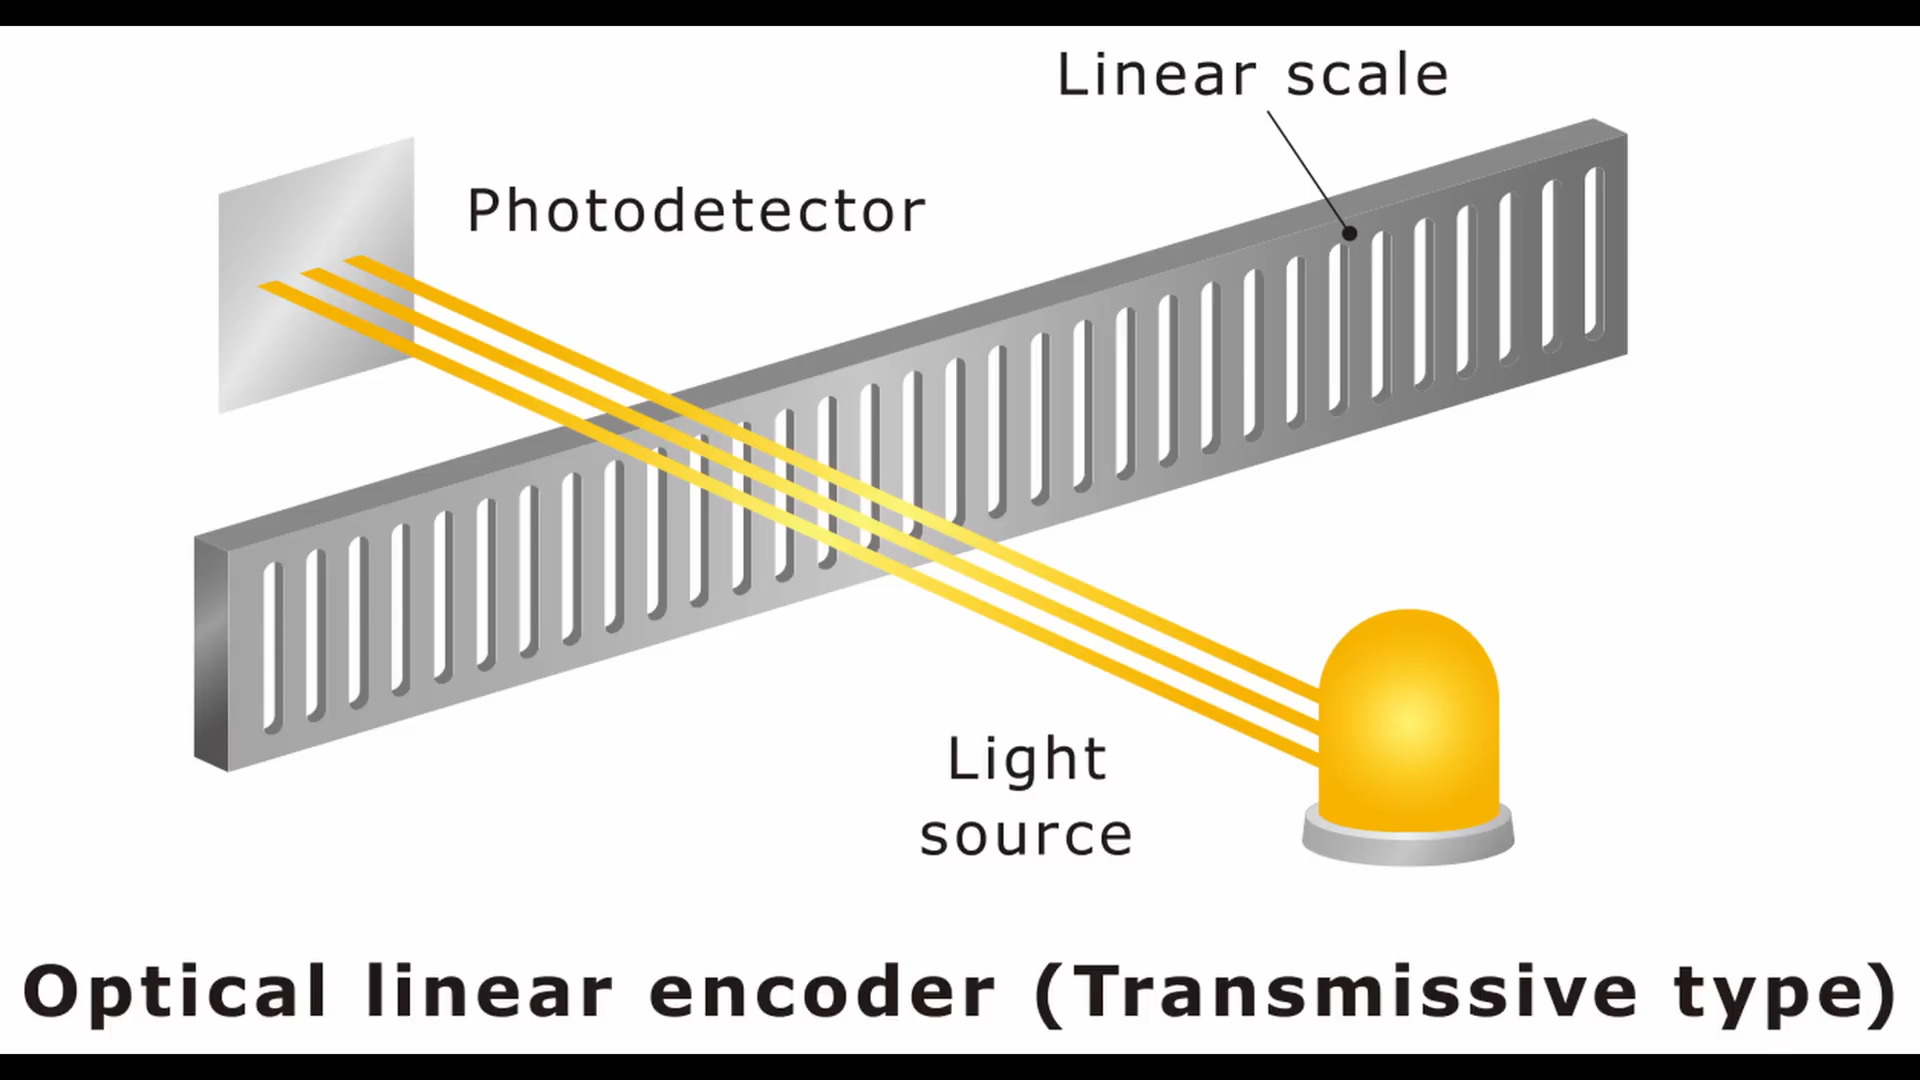 Linear scale
Photodetector
Light
source
Optical linear encoder (Transmissive type)